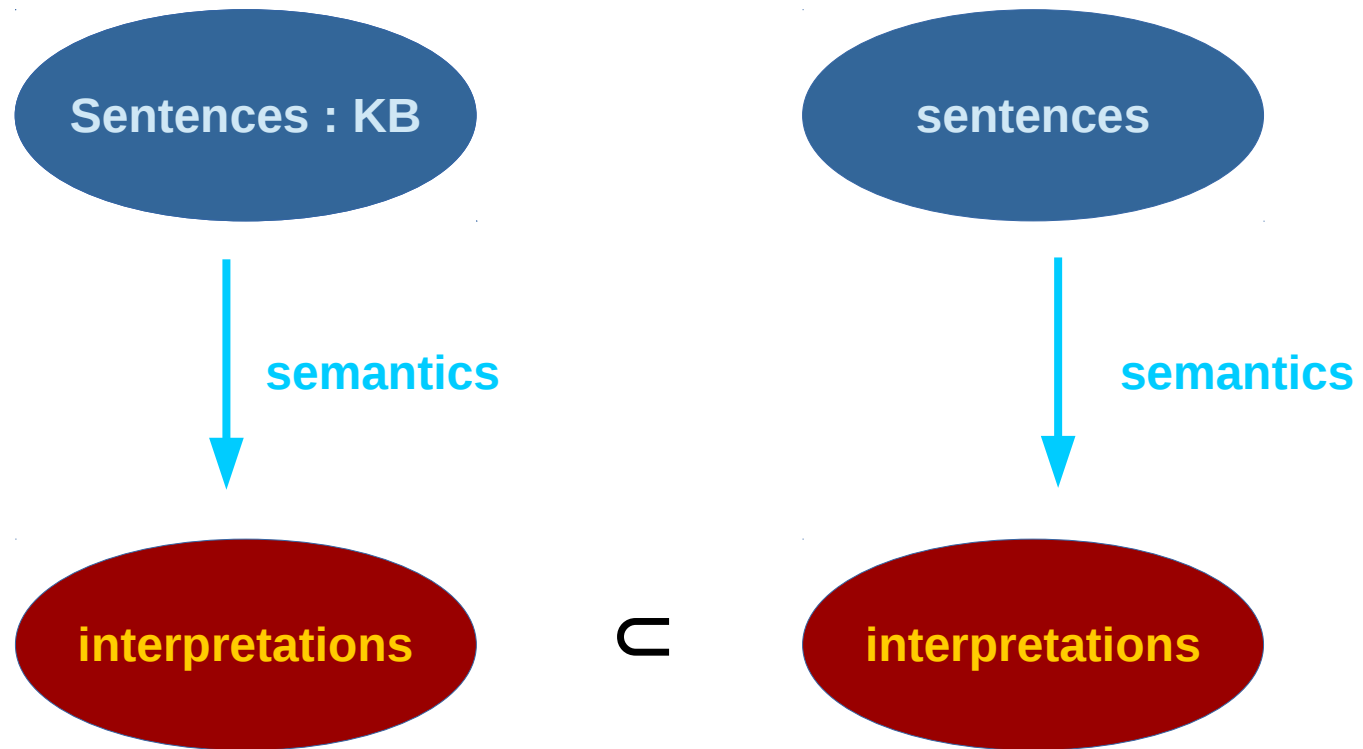 Sentences : KB
sentences
semantics
semantics
interpretations
⊂
interpretations